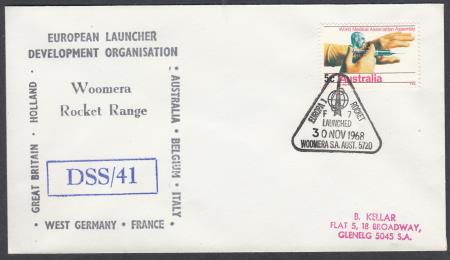 EUROPEAN LAUNCHER
DEVELOPMENT ORGANISATION
Woomera
Rocket Range
GREAT BRITAIN • HOLLAND
• AUSTRALIA • BELGIUM • ITALY
• WEST GERMANY • FRANCE •
DSS/41
World Medical Association Assembly
5c Australia
EUROPA ROCKET
F 7
LAUNCHED
30 NOV 1968
WOOMERA S.A. AUST. 5720
B. KELLAR
FLAT 5, 18 BROADWAY,
GLENELG 5045 S.A.